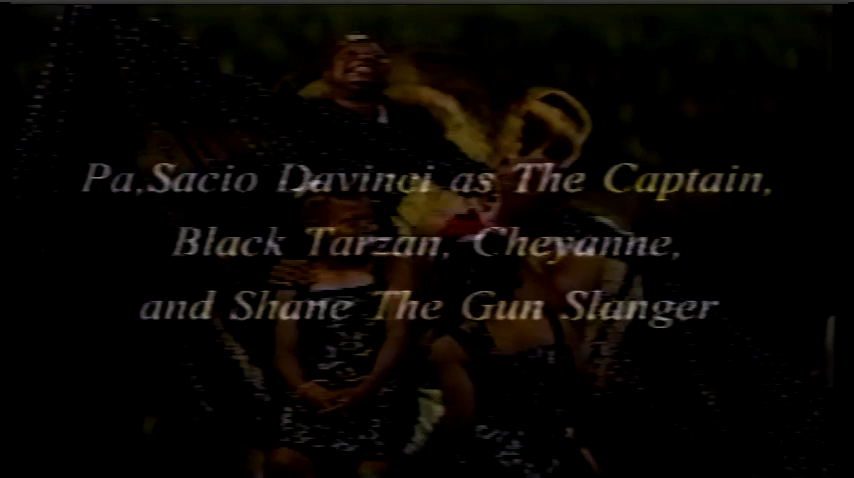 Pa,Sacio Davinci as The Captain,
Black Tarzan, Cheyanne,
and Shane The Gun Slanger